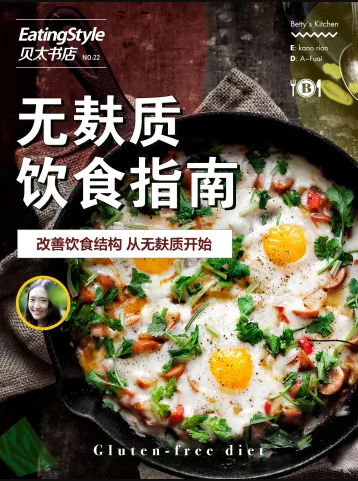 EatingStyle
贝太书店 NO.22
Betty's Kitchen
E: kano rion
D: A-Fuai
B
无麸质
饮食指南
改善饮食结构 从无麸质开始
Gluten-free diet